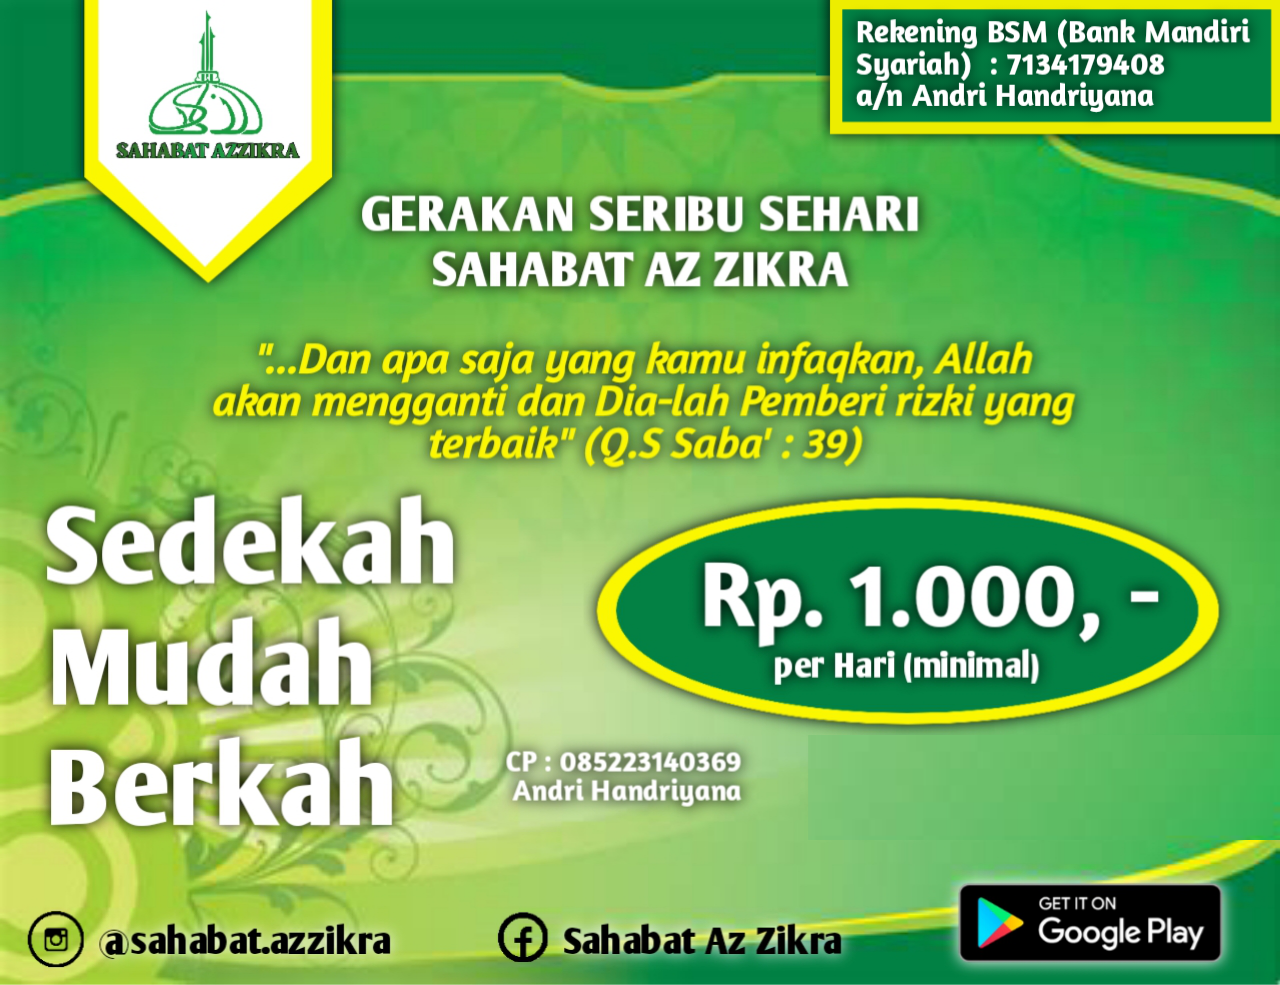 SAHABAT AZZIKRA
Rekening BSM (Bank Mandiri
Syariah) : 7134179408
a/n Andri Handriyana
GERAKAN SERIBU SEHARI
SAHABAT AZ ZIKRA
"...Dan apa saja yang kamu infaqkan, Allah
akan mengganti dan Dia-lah Pemberi rizki yang
terbaik" (Q.S Saba' : 39)
Sedekah
Mudah
Berkah
Rp. 1.000, -
per Hari (minimal)
CP : 085223140369
Andri Handriyana
@sahabat.azzikra
Sahabat Az Zikra
GET IT ON
Google Play